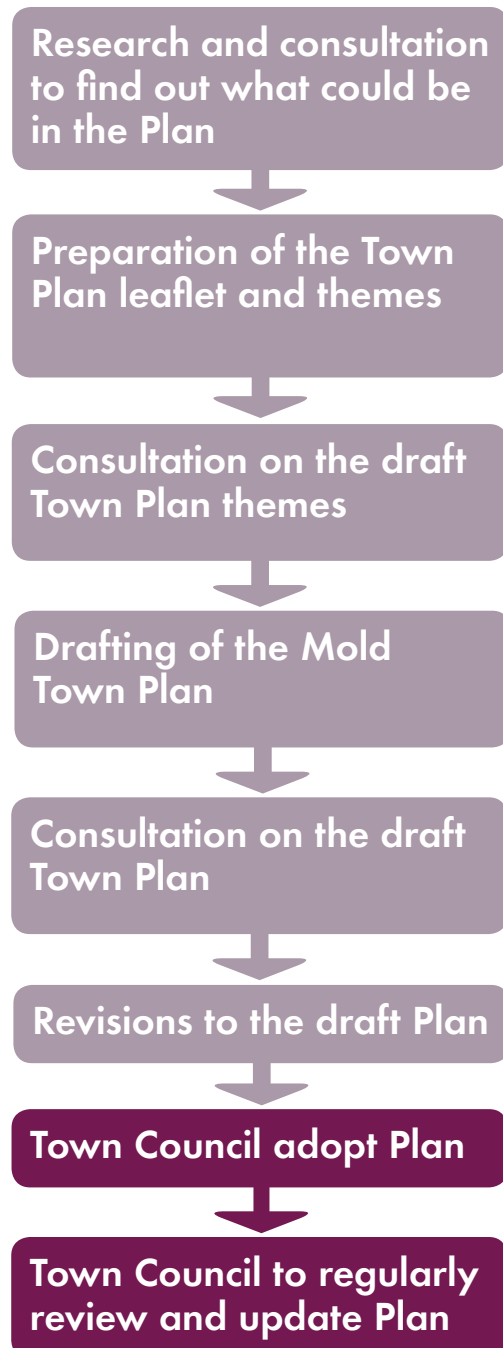 Research and consultation
to find out what could be
in the Plan
Preparation of the Town
Plan leaflet and themes
Consultation on the draft
Town Plan themes
Drafting of the Mold
Town Plan
Consultation on the draft
Town Plan
Revisions to the draft Plan
Town Council adopt Plan
Town Council to regularly
review and update Plan